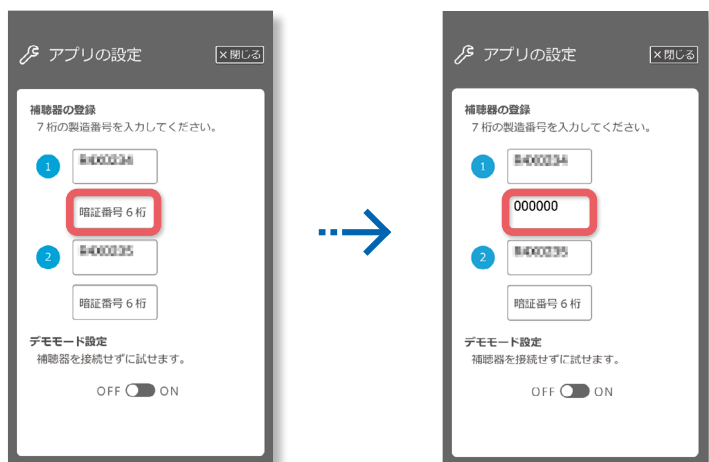 アプリの設定
×閉じる
補聴器の登録
7桁の製造番号を入力してください。
1
暗証番号6桁
2
暗証番号6桁
デモモード設定
補聴器を接続せずに試せます。
OFF ON
アプリの設定
×閉じる
補聴器の登録
7桁の製造番号を入力してください。
1
000000
2
暗証番号6桁
デモモード設定
補聴器を接続せずに試せます。
OFF ON